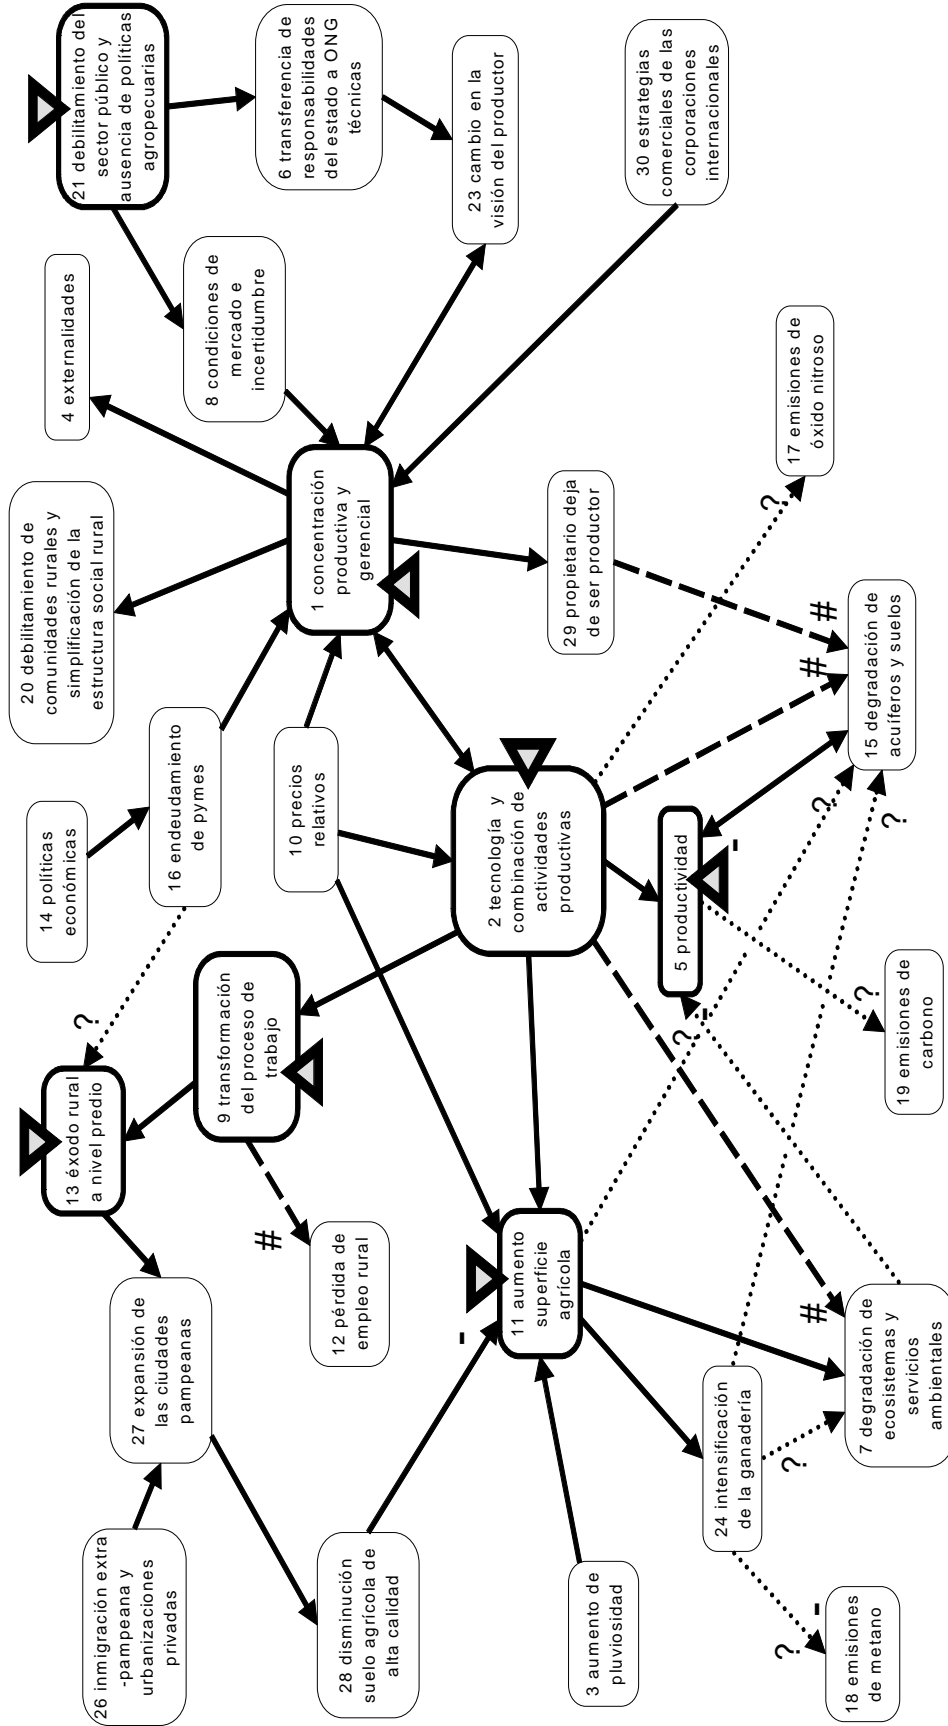 26 inmigración extra
-pampeana y
urbanizaciones
privadas
27 expansión de
las ciudades
pampeanas
13 éxodo rural
a nivel predio
?
14 políticas
económicas
16 endeudamiento
de pymes
20 debilitamiento de
comunidades rurales y
simplificación de la
estructura social rural
4 externalidades
21 debilitamiento del
sector público y
ausencia de políticas
agropecuarias
28 disminución
suelo agrícola de
alta calidad
12 pérdida de
empleo rural
#
9 transformación
del proceso de
trabajo
10 precios
relativos
1 concentración
productiva y
gerencial
8 condiciones de
mercado e
incertidumbre
6 transferencia de
responsabilidades
del estado a ONG
técnicas
23 cambio en la
visión del productor
3 aumento de
pluviosidad
-
11 aumento
superficie
agrícola
2 tecnología y
combinación de
actividades
productivas
29 propietario deja
de ser productor
30 estrategias
comerciales de las
corporaciones
internacionales
24 intensificación
de la ganadería
?
-
5 productividad
-
?
17 emisiones de
óxido nitroso
18 emisiones
de metano
?
-
?
7 degradación de
ecosistemas y
servicios
ambientales
#
19 emisiones de
carbono
?
?
?
15 degradación de
acuíferos y suelos
#
#